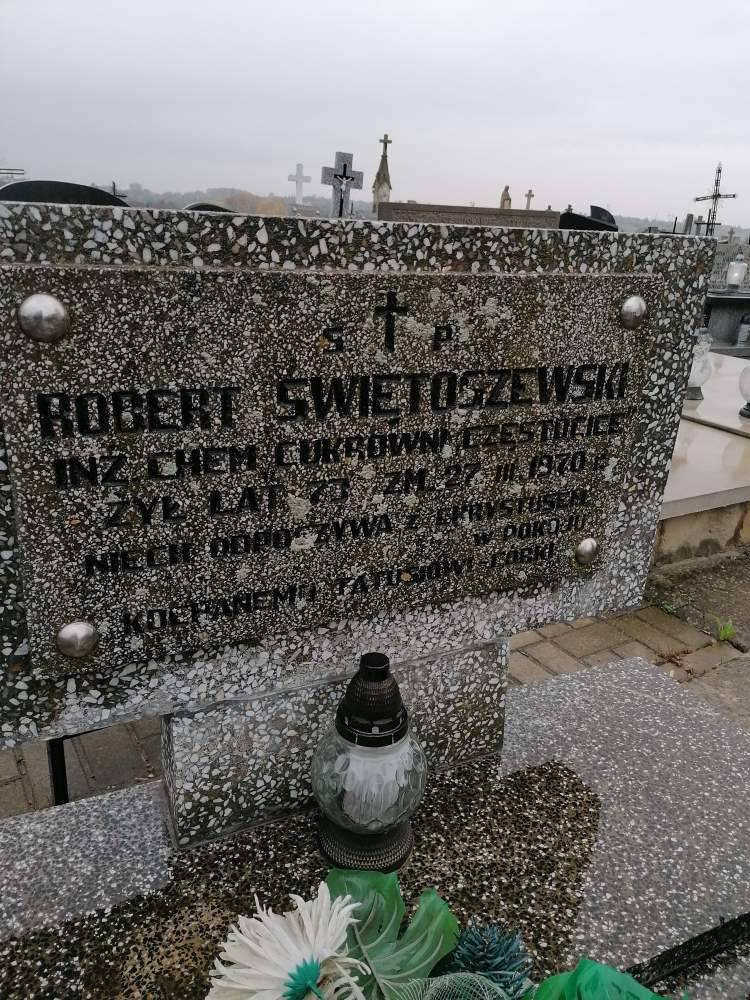 Ś P
ROBERT ŚWIĘTOSZEWSKI
INŻ CHEM CUKROWNI CZĘSTOCICE
ŻYŁ LAT 73 ZM. 27 III 1970 R
NIECH ODPOCZYWA Z CHRYSTUSEM
W POKOJU
KOCHANEMU TATUSIOWI - CÓRKI